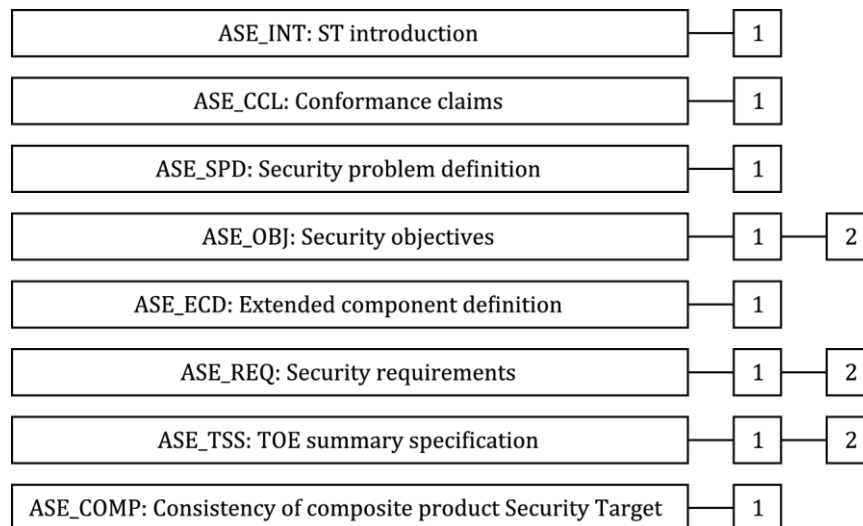 ASE_INT: ST introduction 1
ASE_CCL: Conformance claims 1
ASE_SPD: Security problem definition 1
ASE_OBJ: Security objectives 1 2
ASE_ECD: Extended component definition 1
ASE_REQ: Security requirements 1 2
ASE_TSS: TOE summary specification 1 2
ASE_COMP: Consistency of composite product Security Target 1